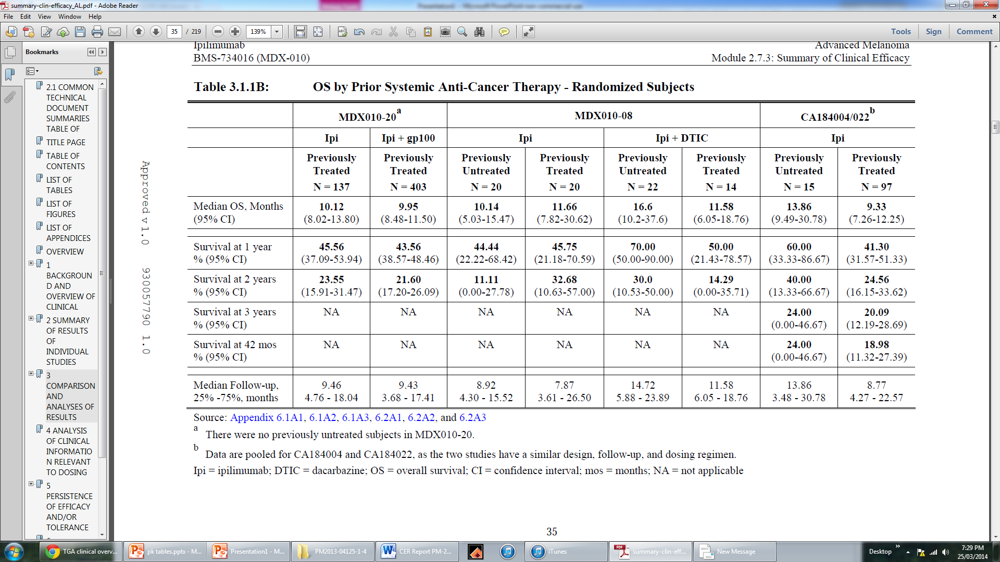 summary-clin-efficacy_AL.pdf - Adobe Reader
File Edit View Window Help
35 / 219 139% Tools Sign Comment
Bookmarks
2.1 COMMON
TECHNICAL
DOCUMENT
SUMMARIES
TABLE OF
TITLE PAGE
TABLE OF
CONTENTS
LIST OF
TABLES
LIST OF
FIGURES
LIST OF
APPENDICES
OVERVIEW
1
BACKGROUN
D AND
OVERVIEW OF
CLINICAL
2 SUMMARY
OF RESULTS
OF
INDIVIDUAL
STUDIES
3
COMPARISON
AND
ANALYSES OF
RESULTS
4 ANALYSIS
OF CLINICAL
INFORMATIO
N RELEVANT
TO DOSING
5
PERSISTENCE
OF EFFICACY
AND/OR
TOLERANCE
Approved v1.0 930057790 1.0
Ipilimumab Advanced Melanoma
BMS-734016 (MDX-010) Module 2.7.3: Summary of Clinical Efficacy
Table 3.1.1B: OS by Prior Systemic Anti-Cancer Therapy - Randomized Subjects
MDX010-20a MDX010-08 CA184004/022b
Ipi Ipi + gp100 Ipi Ipi + DTIC Ipi
Previously Previously Previously Previously Previously Previously Previously Previously
Treated Treated Untreated Treated Untreated Treated Untreated Treated
N = 137 N = 403 N = 20 N = 20 N = 22 N = 14 N = 15 N = 97
Median OS, Months 10.12 9.95 10.14 11.66 16.6 11.58 13.86 9.33
(95% CI) (8.02-13.80) (8.48-11.50) (5.03-15.47) (7.82-30.62) (10.2-37.6) (6.05-18.76) (9.49-30.78) (7.26-12.25)
Survival at 1 year 45.56 43.56 44.44 45.75 70.00 50.00 60.00 41.30
% (95% CI) (37.09-53.94) (38.57-48.46) (22.22-68.42) (21.18-70.59) (50.00-90.00) (21.43-78.57) (33.33-86.67) (31.57-51.33)
Survival at 2 years 23.55 21.60 11.11 32.68 30.0 14.29 40.00 24.56
% (95% CI) (15.91-31.47) (17.20-26.09) (0.00-27.78) (10.63-57.00) (10.53-50.00) (0.00-35.71) (13.33-66.67) (16.15-33.62)
Survival at 3 years NA NA NA NA NA NA 24.00 20.09
% (95% CI) (0.00-46.67) (12.19-28.69)
Survival at 42 mos NA NA NA NA NA NA 24.00 18.98
% (95% CI) (0.00-46.67) (11.32-27.39)
Median Follow-up, 9.46 9.43 8.92 7.87 14.72 11.58 13.86 8.77
25% -75%, months 4.76 - 18.04 3.68 - 17.41 4.30 - 15.52 3.61 - 26.50 5.88 - 23.89 6.05 - 18.76 3.48 - 30.78 4.27 - 22.57
Source: Appendix 6.1A1, 6.1A2, 6.1A3, 6.2A1, 6.2A2, and 6.2A3
a There were no previously untreated subjects in MDX010-20.
b Data are pooled for CA184004 and CA184022, as the two studies have a similar design, follow-up, and dosing regimen.
Ipi = ipilimumab; DTIC = dacarbazine; OS = overall survival; CI = confidence interval; mos = months; NA = not applicable
35
TGA clinical overv... pk tables.pptx - M... Presentation1 - M... PM2013-04125-1-4 CER Report PM-2... iTunes summary-clin-eff... New Message Desktop 7:29 PM
25/03/2014